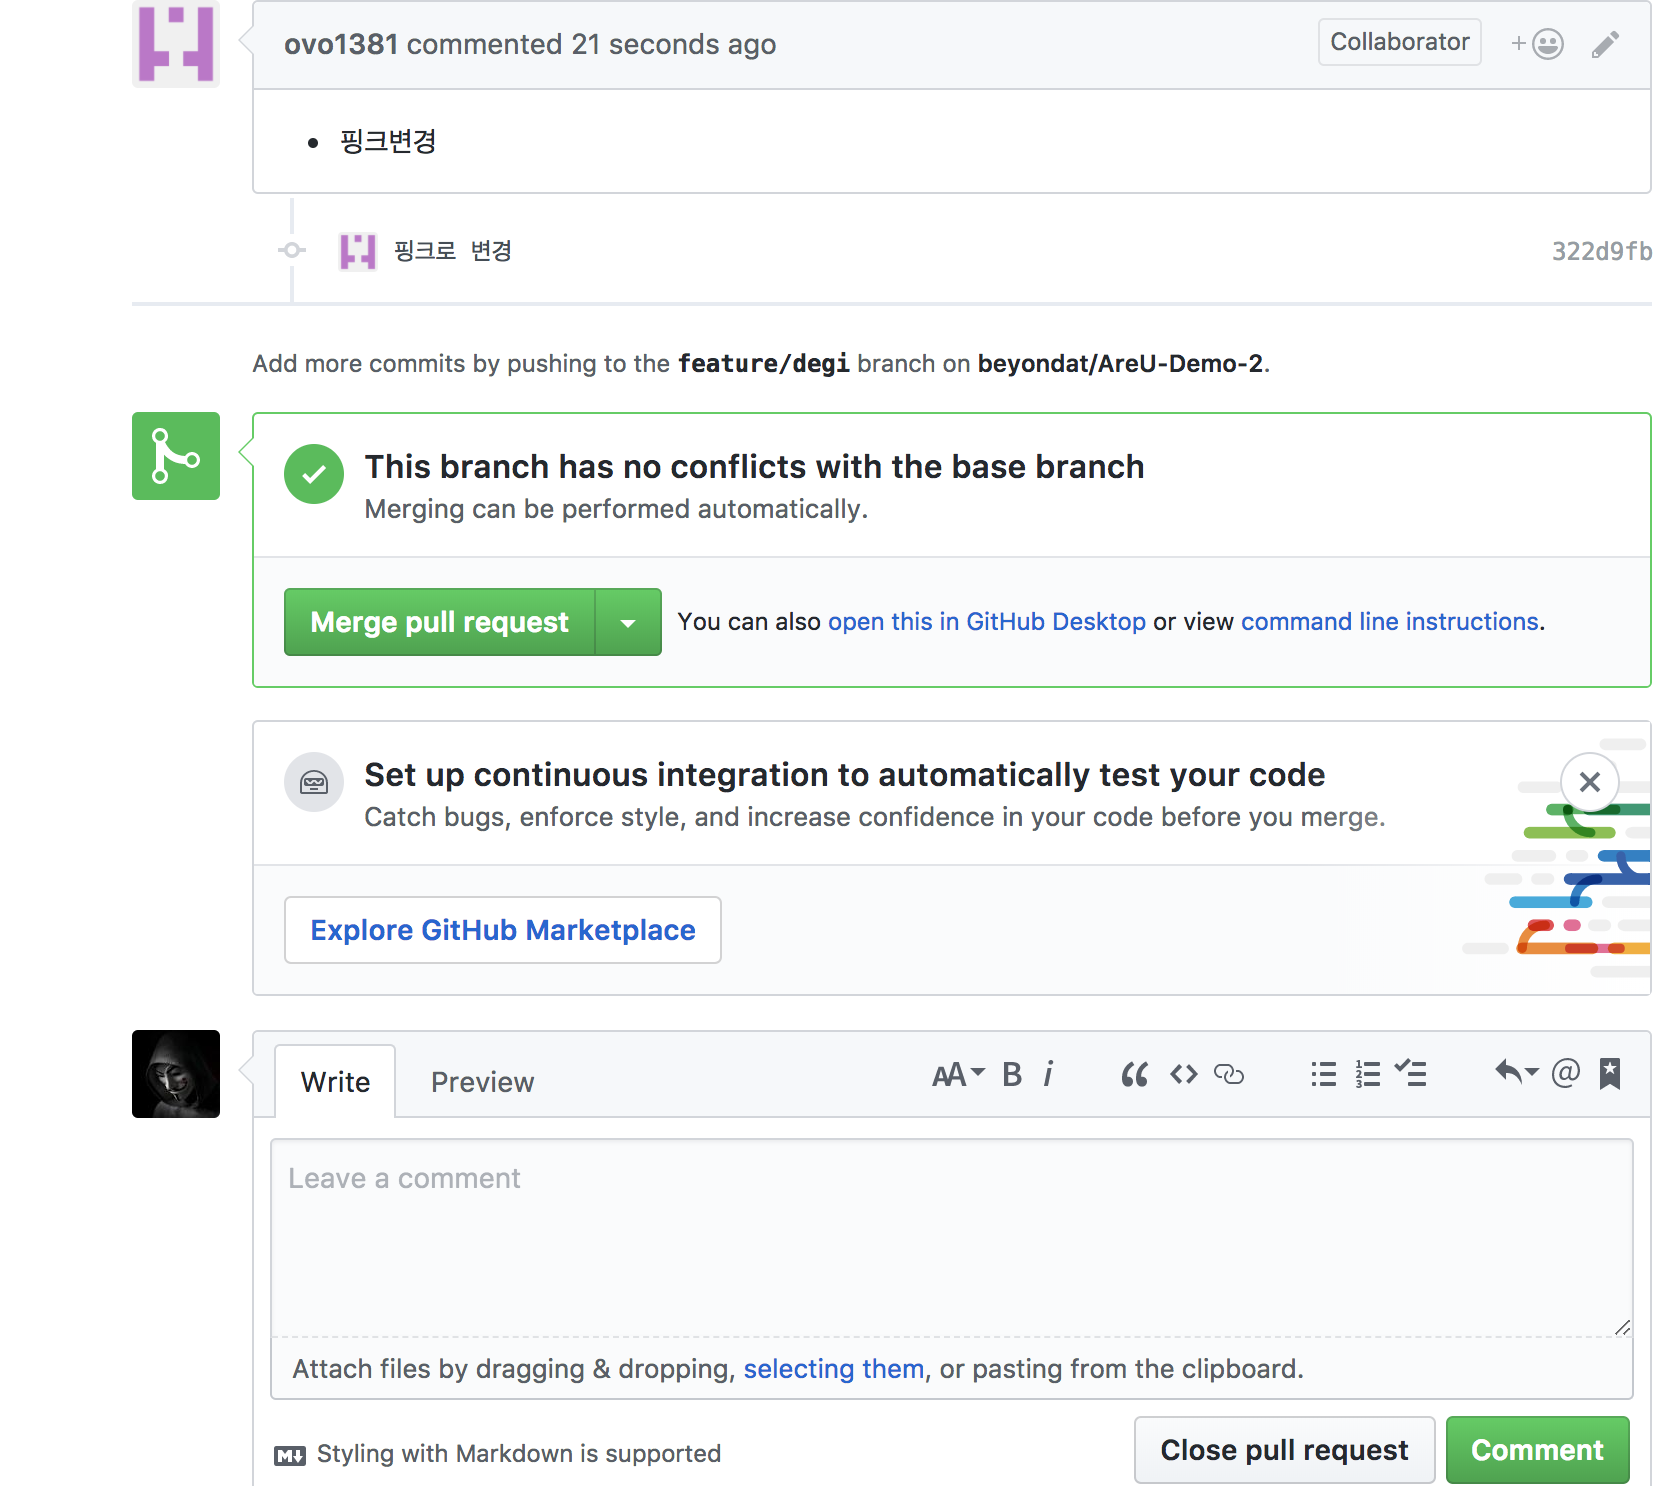 ovo1381 commented 21 seconds ago
Collaborator
핑크변경
핑크로 변경
322d9fb
Add more commits by pushing to the feature/degi branch on beyondat/AreU-Demo-2.
This branch has no conflicts with the base branch
Merging can be performed automatically.
Merge pull request
You can also open this in GitHub Desktop or view command line instructions.
Set up continuous integration to automatically test your code
Catch bugs, enforce style, and increase confidence in your code before you merge.
Explore GitHub Marketplace
Write
Preview
Leave a comment
Attach files by dragging & dropping, selecting them, or pasting from the clipboard.
Styling with Markdown is supported
Close pull request
Comment